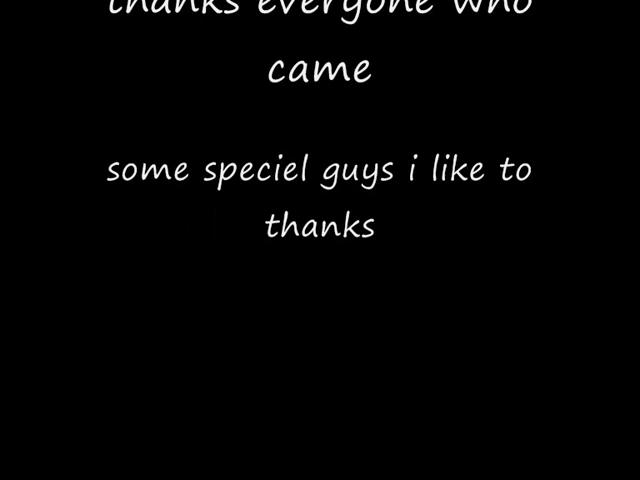 thanks everyone who
came
some speciel guys i like to
thanks